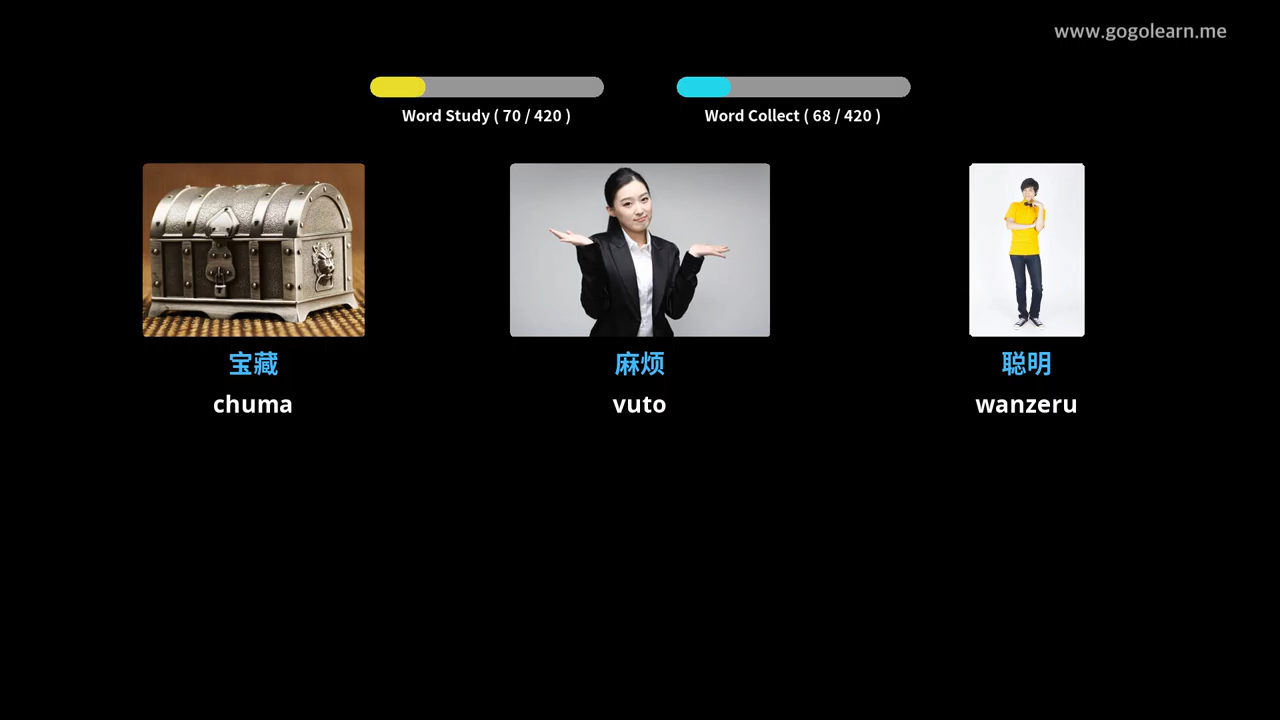 www.gogolearn.me
Word Study ( 70 / 420 )
Word Collect ( 68 / 420 )
宝藏
麻烦
聪明
chuma
vuto
wanzeru